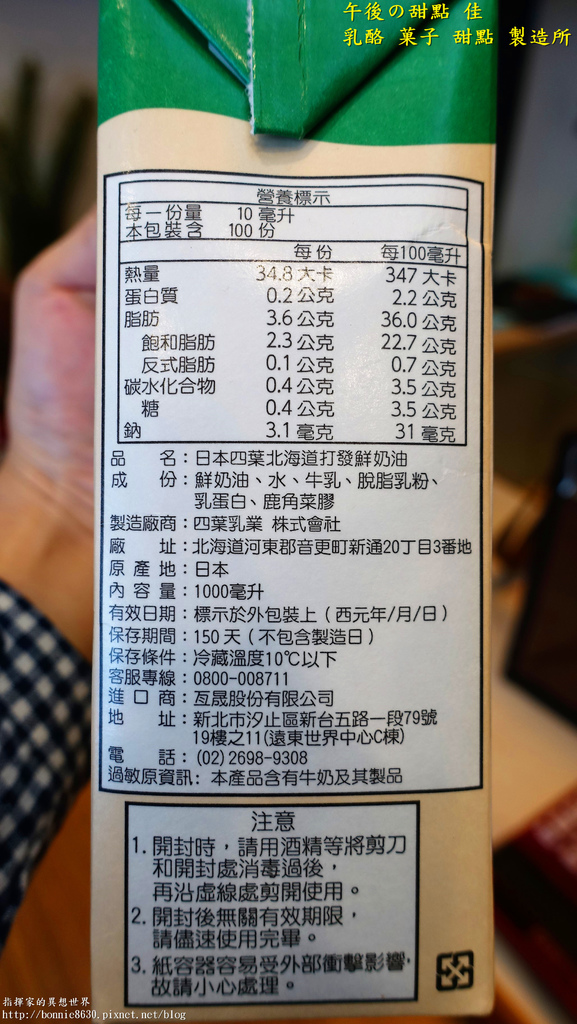 午後の甜點 佳
乳酪 菓子 甜點 製造所
營養標示
每一份量 10 毫升
本包裝含 100 份
每份 每100毫升
熱量 34.8 大卡 347 大卡
蛋白質 0.2 公克 2.2 公克
脂肪 3.6 公克 36.0 公克
飽和脂肪 2.3 公克 22.7 公克
反式脂肪 0.1 公克 0.7 公克
碳水化合物 0.4 公克 3.5 公克
糖 0.4 公克 3.5 公克
鈉 3.1 毫克 31 毫克
品名：日本四葉北海道打發鮮奶油
成份：鮮奶油、水、牛乳、脫脂乳粉、
乳蛋白、鹿角菜膠
製造廠商：四葉乳業 株式會社
廠址：北海道河東郡音更町新通20丁目3番地
原產地：日本
內容量：1000毫升
有效日期：標示於外包裝上（西元年/月/日）
保存期間：150 天（不包含製造日）
保存條件：冷藏溫度10℃以下
客服專線：0800-008711
進口商：亙晟股份有限公司
地址：新北市汐止區新台五路一段79號
19樓之11(遠東世界中心C棟)
電話：(02) 2698-9308
過敏原資訊：本產品含有牛奶及其製品
注意
1. 開封時，請用酒精等將剪刀
和開封處消毒過後，
再沿虛線處剪開使用。
2. 開封後無關有效期限，
請儘速使用完畢。
3. 紙容器容易受外部衝擊影響，
故請小心處理。
指揮家的異想世界
http://bonnie8630.pixnet.net/blog